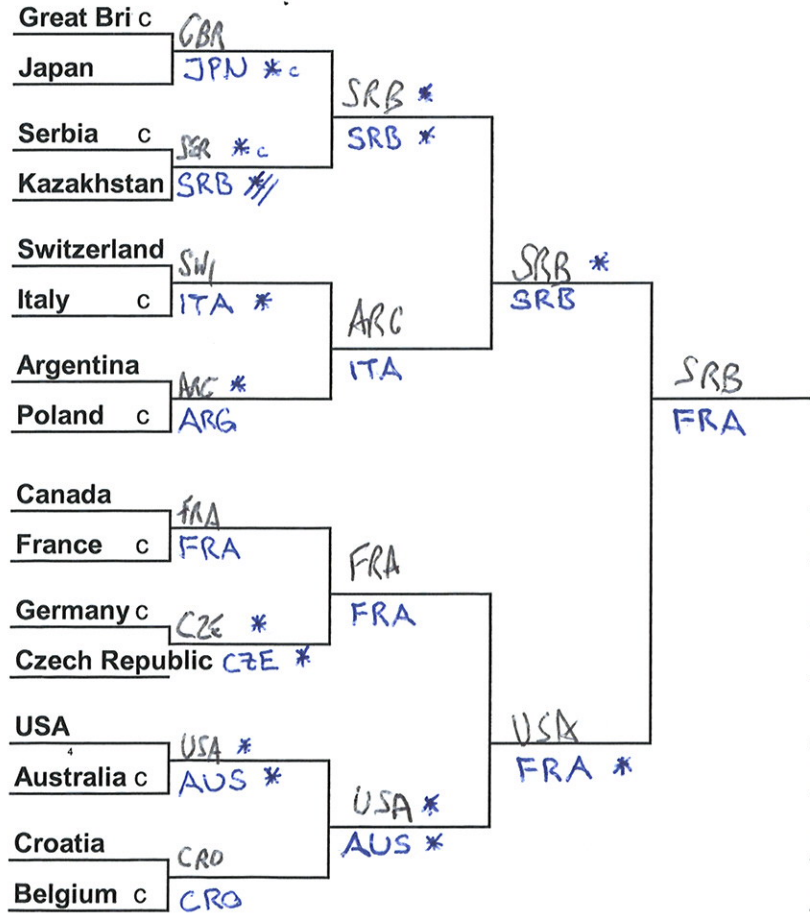 Great Bri c
GBR
Japan
JPN * c
SRB *
SRB *
Serbia c
SER * c
Kazakhstan
SRB *
Switzerland
SWI
Italy c
ITA *
ARG
ITA
SRB *
SRB
Argentina
ARG *
Poland c
ARG
SRB
FRA
Canada
FRA
France c
FRA
FRA
FRA
Germany c
CZE *
Czech Republic CZE *
USA
4
USA *
Australia c
AUS *
USA
FRA *
USA *
AUS *
Croatia
CRO
Belgium c
CRO